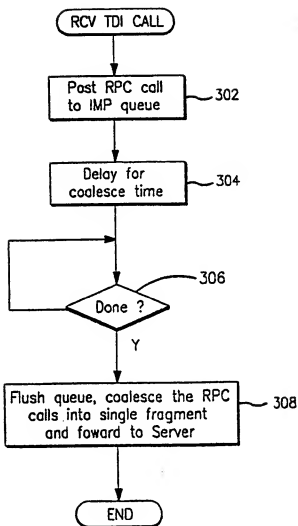 RCV TDI CALL
Post RPC call
to IMP queue
302
Delay for
coalesce time
304
306
Done ?
Y
Flush queue, coalesce the RPC
calls into single fragment
and foward to Server
308
END